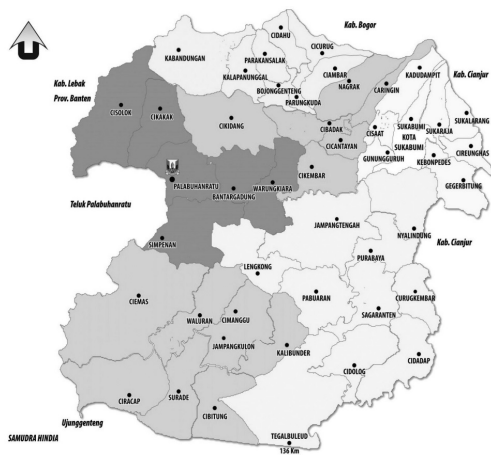 U
Kab. Bogor
CIDAHU
CICURUG
KABANDUNGAN
PARAKANSALAK
KALAPANUNGGAL
BOJONGGENTENG
PARUNGKUDA
CIAMBAR
NAGRAK
CARINGIN
KADUDAMPIT
Kab. Cianjur
Kab. Lebak
Prov. Banten
CISOLOK
CIKAKAK
CIKIDANG
CIBADAK
CICANTAYAN
CISAAT
SUKABUMI
KOTA
SUKABUMI
SUKARAJA
SUKALARANG
CIREUNGHAS
KEBONPEDES
GUNUNGGURUH
GEGERBITUNG
CIKEMBAR
PALABUHANRATU
BANTARGADUNG
WARUNGKIARA
Teluk Palabuhanratu
SIMPENAN
JAMPANGTENGAH
NYALINDUNG
Kab. Cianjur
PURABAYA
LENGKONG
CIEMAS
PABUARAN
CURUGKEMBAR
SAGARANTEN
WALURAN
CIMANGGU
JAMPANGKULON
KALIBUNDER
CIDADAP
CIDOLOG
CIRACAP
SURADE
CIBITUNG
Ujunggenteng
SAMUDRA HINDIA
TEGALBULEUD
136 Km